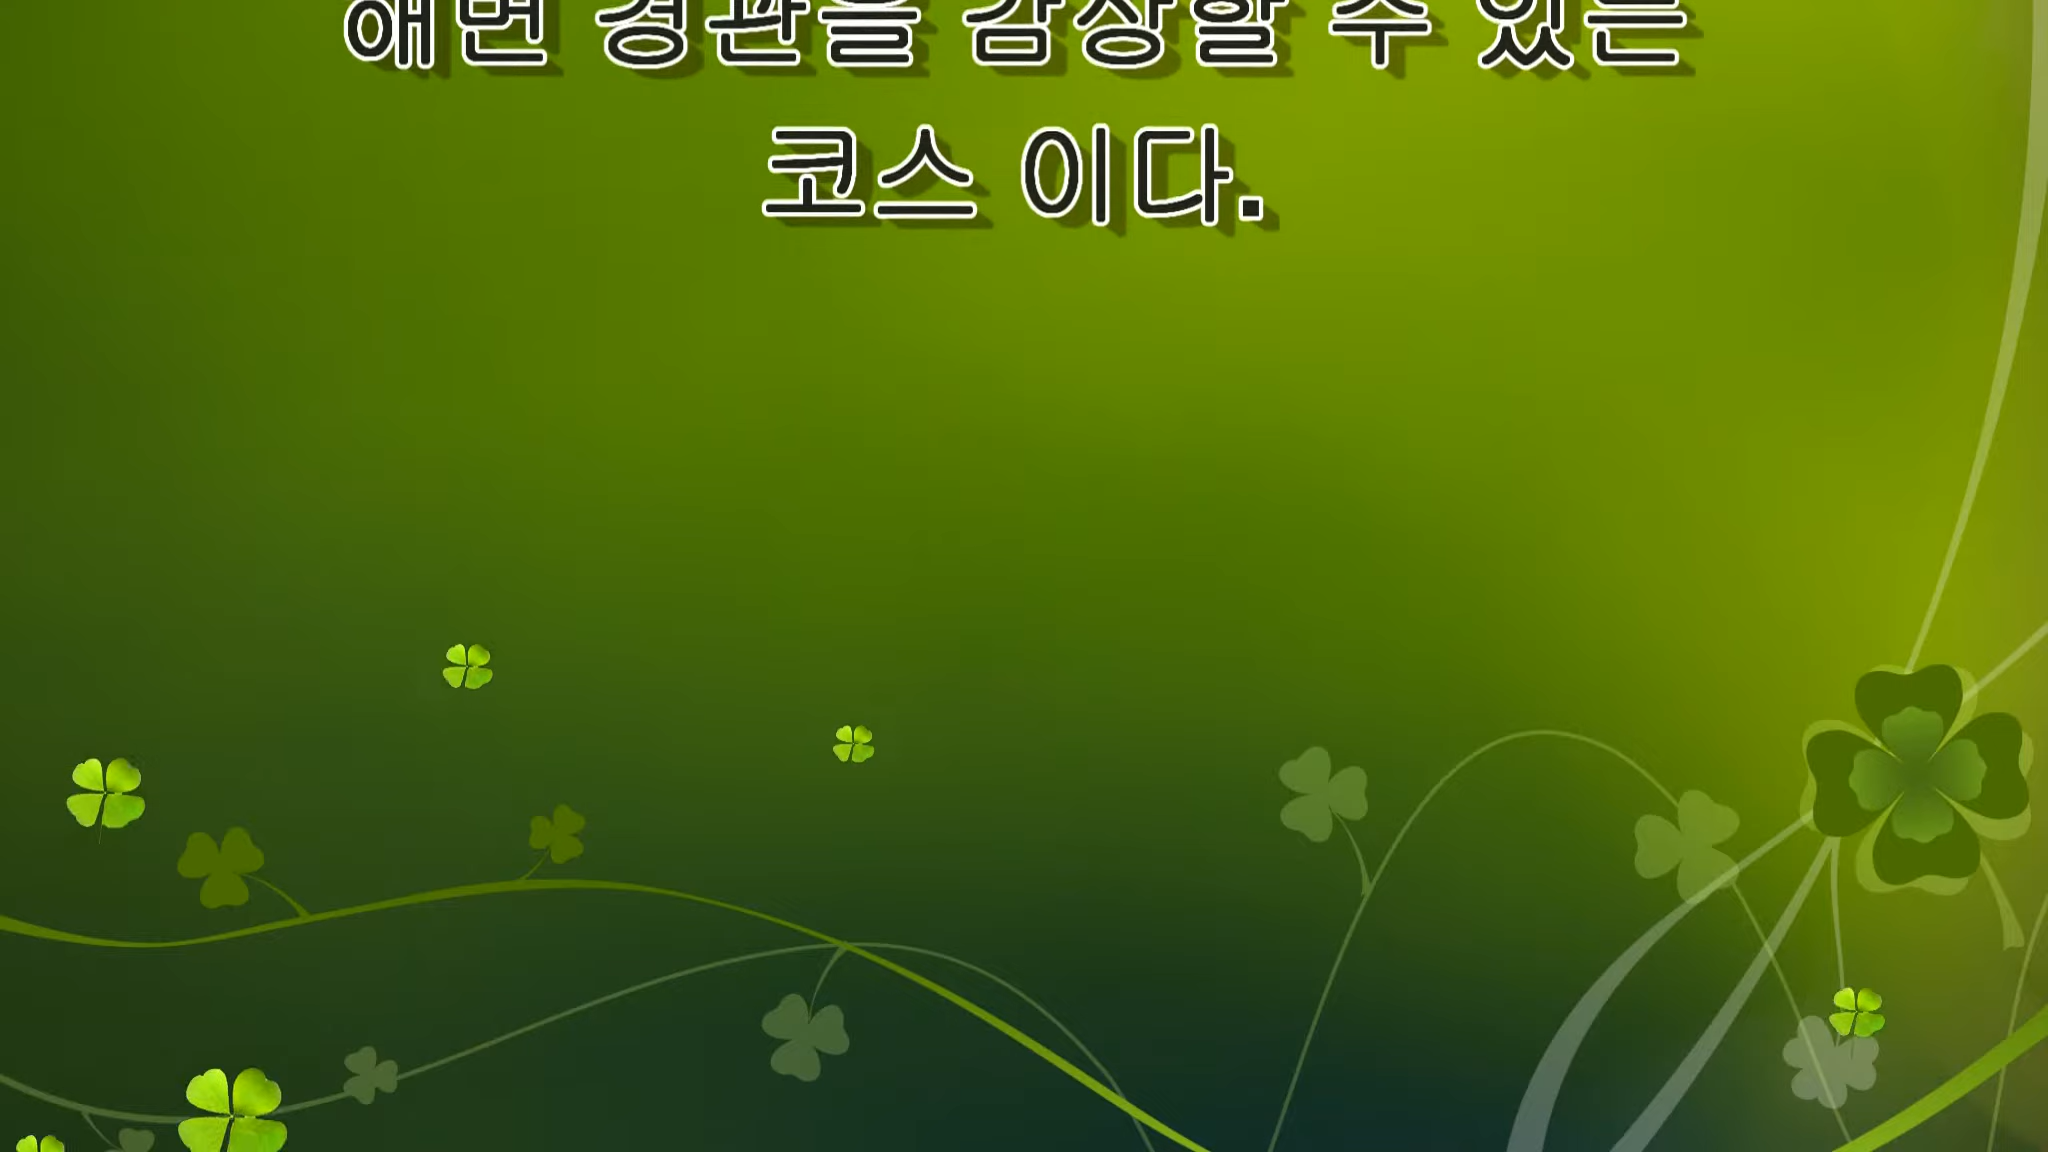 해변 경관을 감상할 수 있는
코스 이다.